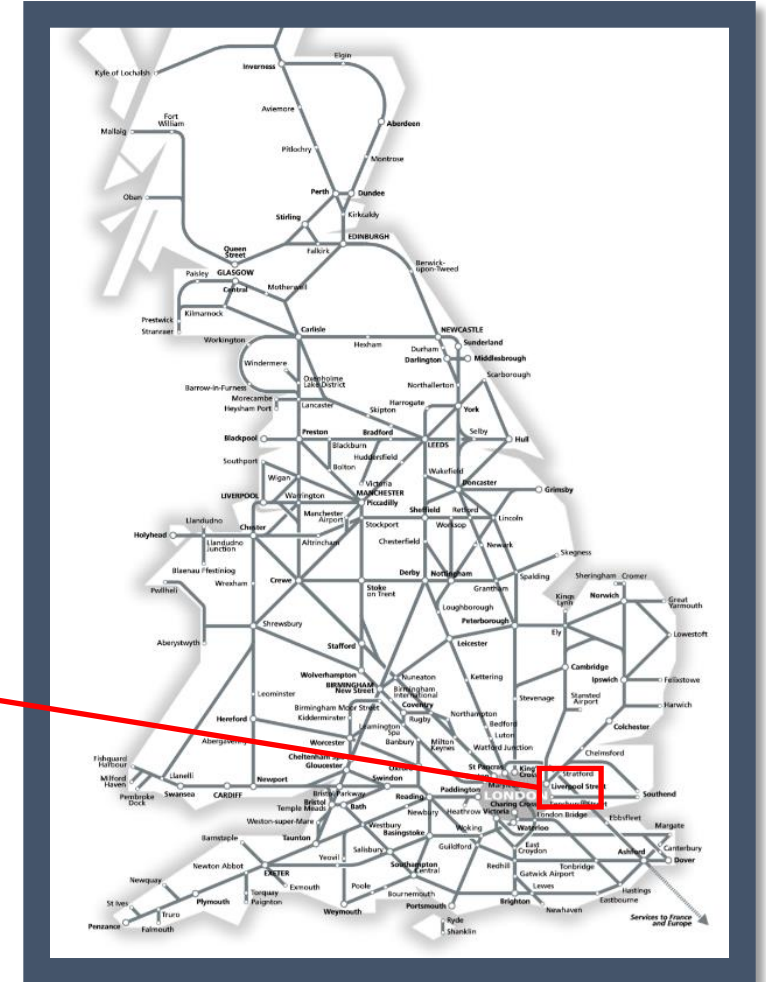 Elgin
Inverness
Kyle of Lochalsh
Aviemore
Fort
William
Aberdeen
Mallaig
Pitlochry
Montrose
Perth
Dundee
Oban
Stirling
Kirkcaldy
EDINBURGH
Queen
Street
Falkirk
Berwick-
upon-Tweed
Paisley
GLASGOW
Central
Motherwell
Prestwick
Kilmarnock
Stranraer
Carlisle
NEWCASTLE
Workington
Hexham
Sunderland
Durham
Darlington
Middlesbrough
Windermere
Scarborough
Oxenholme
Lake District
Barrow-in-Furness
Northallerton
Morecambe
Heysham Port
Lancaster
Harrogate
York
Skipton
Blackpool
Preston
Bradford
Selby
Hull
Blackburn
LEEDS
Huddersfield
Southport
Bolton
Wakefield
Wigan
Victoria
Doncaster
LIVERPOOL
Warrington
MANCHESTER
Piccadilly
Grimsby
Manchester
Airport
Sheffield
Retford
Llandudno
Chester
Stockport
Worksop
Lincoln
Holyhead
Llandudno
Junction
Altrincham
Chesterfield
Newark
Skegness
Blaenau Ffestiniog
Wrexham
Crewe
Derby
Nottingham
Spalding
Sheringham
Cromer
Pwllheli
Stoke
on Trent
Grantham
Kings
Lynn
Norwich
Great
Yarmouth
Loughborough
Peterborough
Aberystwyth
Shrewsbury
Ely
Lowestoft
Stafford
Leicester
Wolverhampton
Nuneaton
Kettering
Cambridge
BIRMINGHAM
New Street
Birmingham
International
Ipswich
Felixstowe
Leominster
Coventry
Stevenage
Stansted
Airport
Birmingham Moor Street
Kidderminster
Rugby
Northampton
Harwich
Hereford
Leamington
Spa
Bedford
Colchester
Worcester
Banbury
Milton
Keynes
Luton
Abergavenny
Watford Junction
Chelmsford
Fishguard
Harbour
Cheltenham Spa
Gloucester
St Pancras
Stratford
Milford
Haven
Llanelli
Newport
Swindon
Liverpool Street
Pembroke
Dock
Swansea
CARDIFF
Bristol Parkway
Reading
Paddington
LONDON
Southend
Bristol
Temple Meads
Bath
Newbury
Heathrow
Victoria
Charing Cross
London Bridge
Ebbsfleet
Weston-super-Mare
Westbury
Basingstoke
Woking
Waterloo
Margate
Barnstaple
Taunton
Salisbury
Guildford
East
Croydon
Canterbury
Newton Abbot
Yeovil
Southampton
Central
Redhill
Tonbridge
Ashford
Dover
EXETER
Gatwick Airport
Newquay
Exmouth
Poole
Lewes
Hastings
St Ives
Plymouth
Torquay
Paignton
Bournemouth
Portsmouth
Brighton
Eastbourne
Truro
Weymouth
Newhaven
Penzance
Falmouth
Ryde
Shanklin
Services to France
and Europe